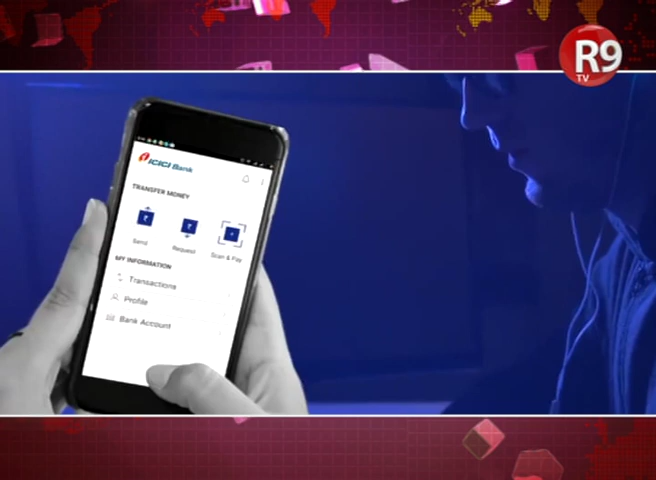 R9
TV
ICICI Bank
TRANSFER MONEY
Send
Request
Scan & Pay
MY INFORMATION
Transactions
Profile
Bank Account